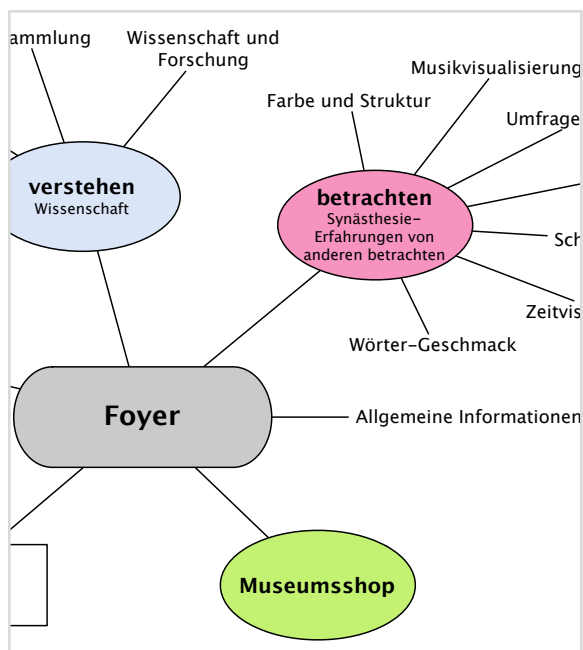 ammlung
Wissenschaft und
Forschung
Musikvisualisierung
Farbe und Struktur
Umfrage
verstehen
Wissenschaft
betrachten
Synästhesie-
Erfahrungen von
anderen betrachten
Sch
Zeitvis
Wörter-Geschmack
Foyer
Allgemeine Informationen
Museumsshop